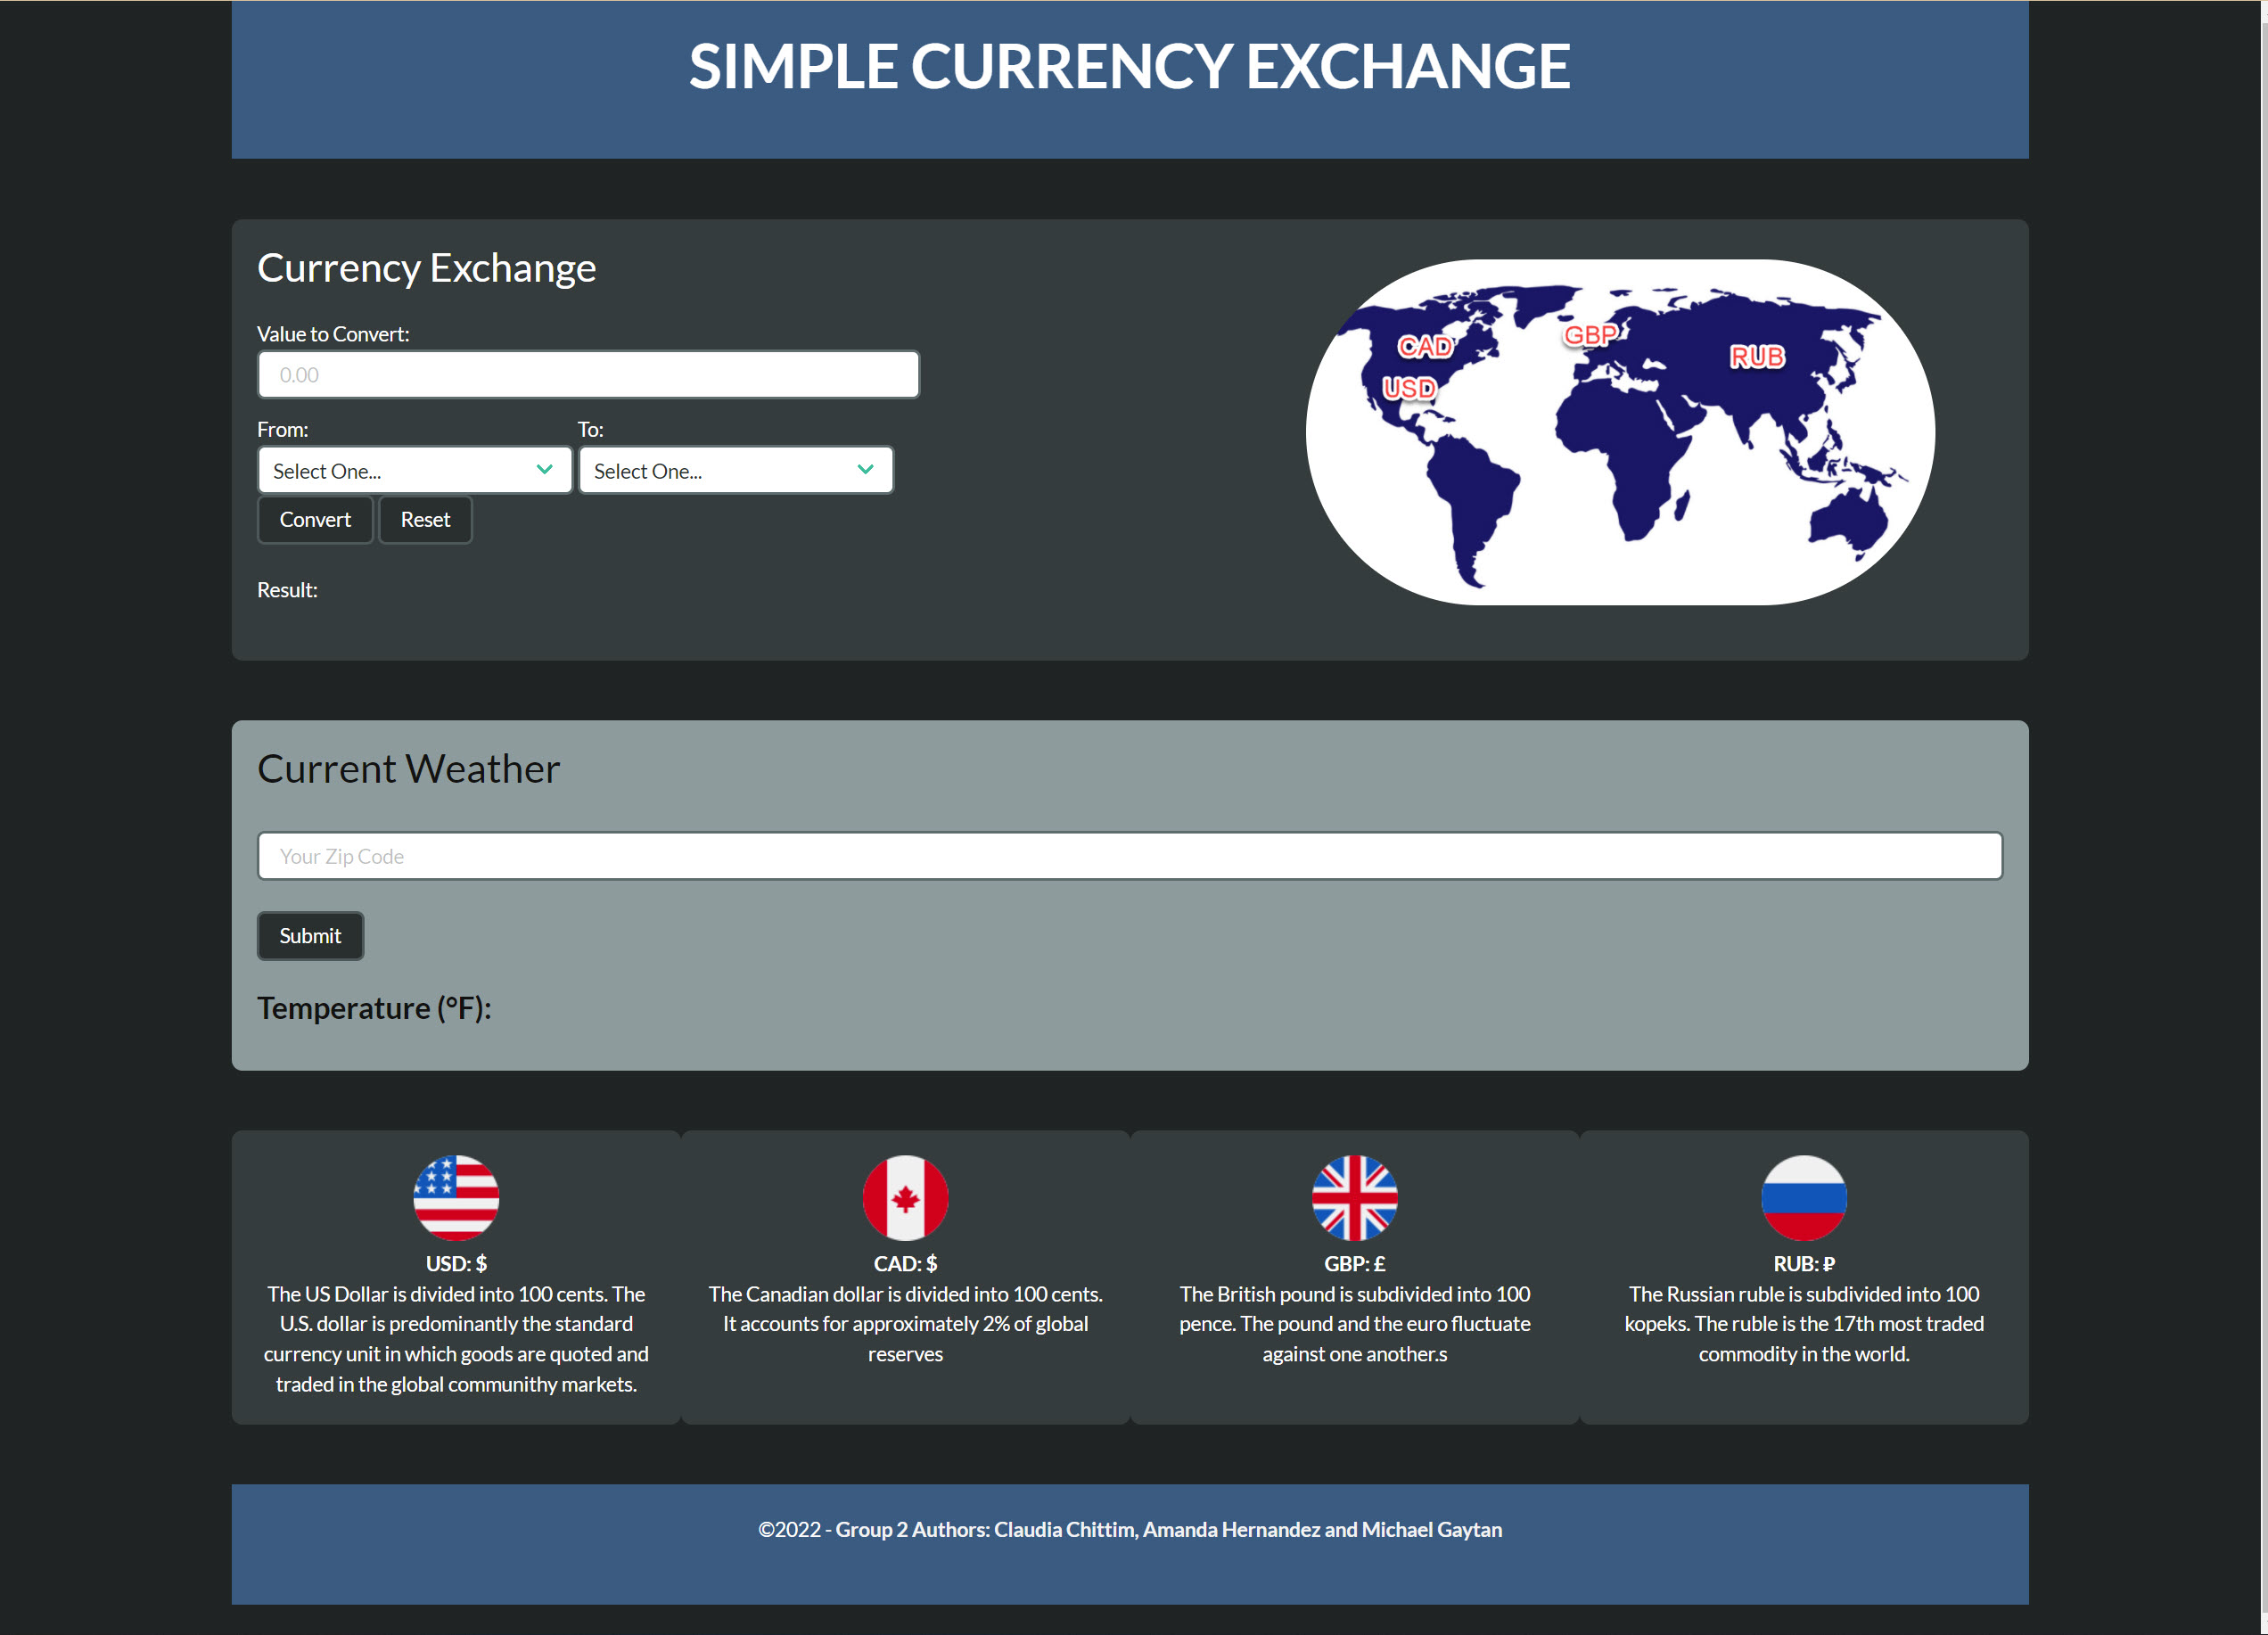 SIMPLE CURRENCY EXCHANGE
Currency Exchange
Value to Convert:
0.00
From: To:
Select One... Select One...
Convert Reset
Result:
CAD
USD
GBP
RUB
Current Weather
Your Zip Code
Submit
Temperature (°F):
USD: $
The US Dollar is divided into 100 cents. The
U.S. dollar is predominantly the standard
currency unit in which goods are quoted and
traded in the global communithy markets.
CAD: $
The Canadian dollar is divided into 100 cents.
It accounts for approximately 2% of global
reserves
GBP: £
The British pound is subdivided into 100
pence. The pound and the euro fluctuate
against one another.s
RUB: ₽
The Russian ruble is subdivided into 100
kopeks. The ruble is the 17th most traded
commodity in the world.
©2022 - Group 2 Authors: Claudia Chittim, Amanda Hernandez and Michael Gaytan